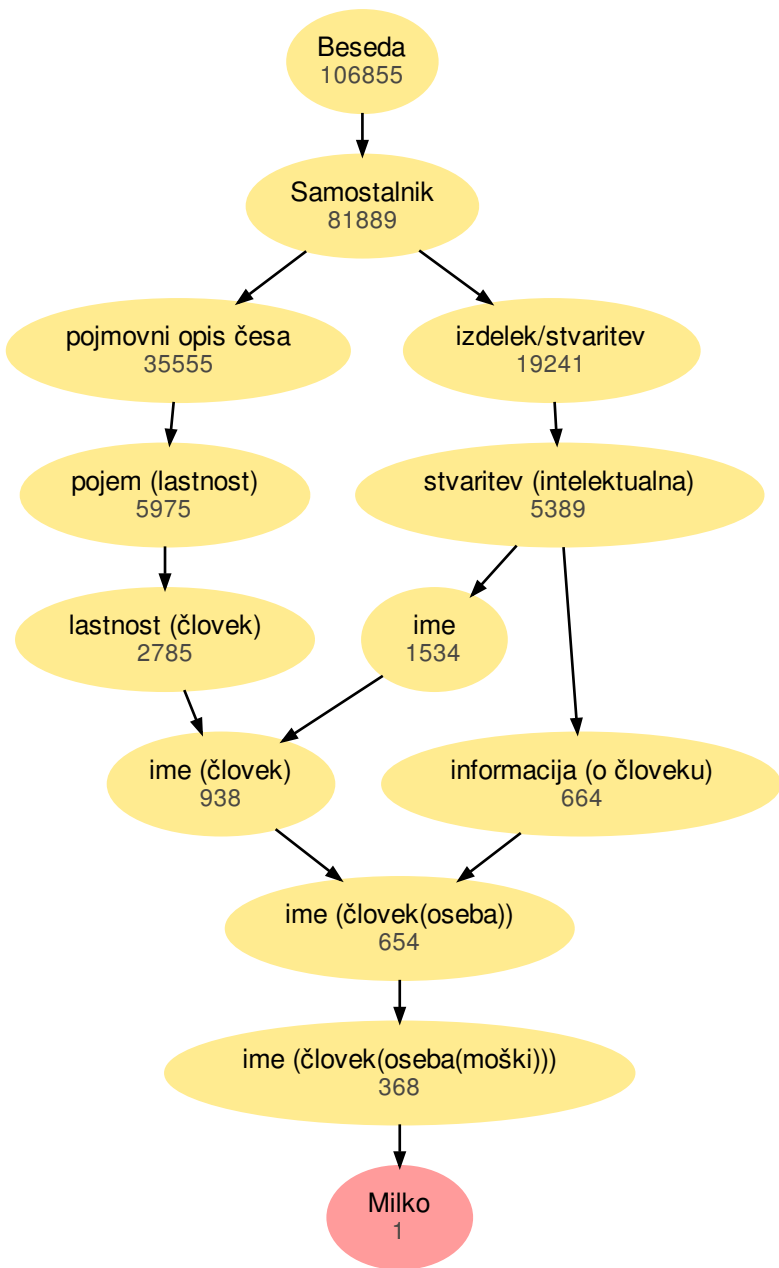 Beseda
106855
Samostalnik
81889
pojmovni opis česa
35555
izdelek/stvaritev
19241
pojem (lastnost)
5975
stvaritev (intelektualna)
5389
lastnost (človek)
2785
ime
1534
ime (človek)
938
informacija (o človeku)
664
ime (človek(oseba))
654
ime (človek(oseba(moški)))
368
Milko
1